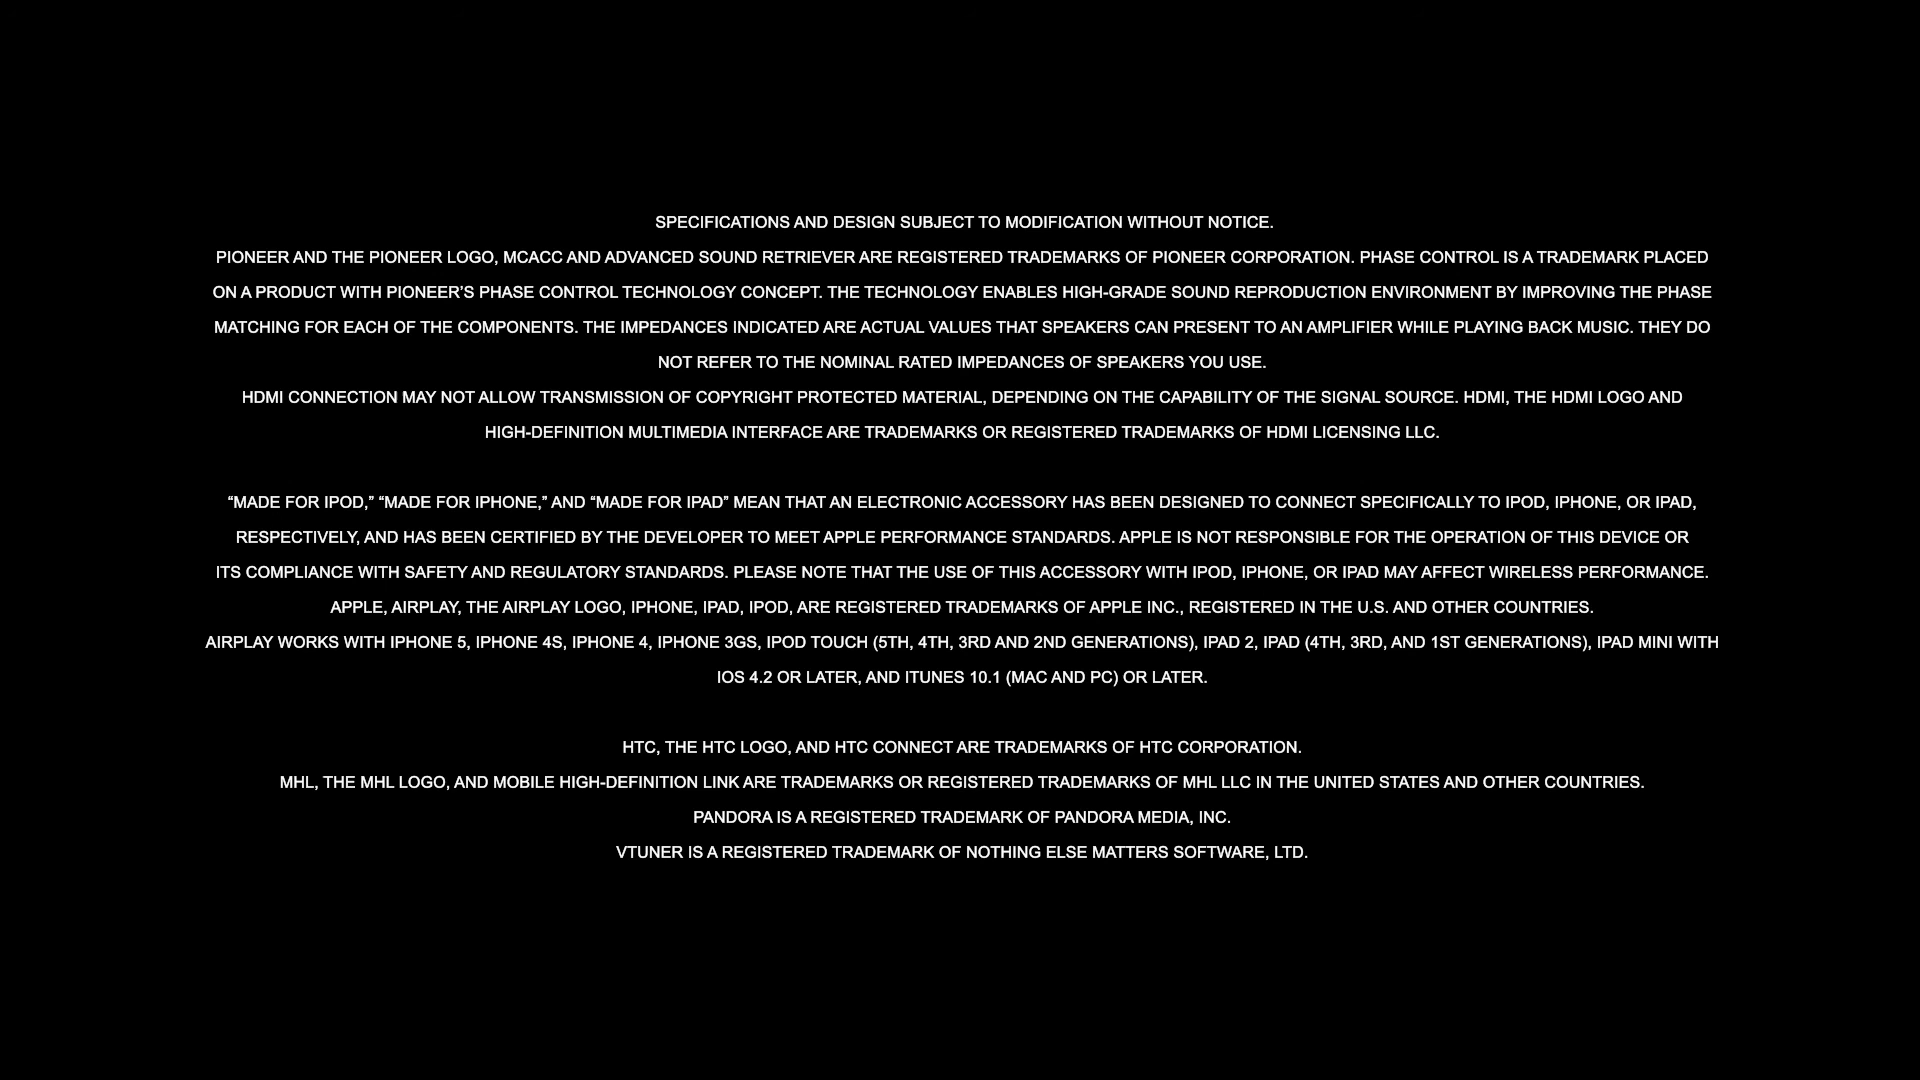 SPECIFICATIONS AND DESIGN SUBJECT TO MODIFICATION WITHOUT NOTICE.
PIONEER AND THE PIONEER LOGO, MCACC AND ADVANCED SOUND RETRIEVER ARE REGISTERED TRADEMARKS OF PIONEER CORPORATION. PHASE CONTROL IS A TRADEMARK PLACED
ON A PRODUCT WITH PIONEER’S PHASE CONTROL TECHNOLOGY CONCEPT. THE TECHNOLOGY ENABLES HIGH-GRADE SOUND REPRODUCTION ENVIRONMENT BY IMPROVING THE PHASE
MATCHING FOR EACH OF THE COMPONENTS. THE IMPEDANCES INDICATED ARE ACTUAL VALUES THAT SPEAKERS CAN PRESENT TO AN AMPLIFIER WHILE PLAYING BACK MUSIC. THEY DO
NOT REFER TO THE NOMINAL RATED IMPEDANCES OF SPEAKERS YOU USE.
HDMI CONNECTION MAY NOT ALLOW TRANSMISSION OF COPYRIGHT PROTECTED MATERIAL, DEPENDING ON THE CAPABILITY OF THE SIGNAL SOURCE. HDMI, THE HDMI LOGO AND
HIGH-DEFINITION MULTIMEDIA INTERFACE ARE TRADEMARKS OR REGISTERED TRADEMARKS OF HDMI LICENSING LLC.
“MADE FOR IPOD,” “MADE FOR IPHONE,” AND “MADE FOR IPAD” MEAN THAT AN ELECTRONIC ACCESSORY HAS BEEN DESIGNED TO CONNECT SPECIFICALLY TO IPOD, IPHONE, OR IPAD,
RESPECTIVELY, AND HAS BEEN CERTIFIED BY THE DEVELOPER TO MEET APPLE PERFORMANCE STANDARDS. APPLE IS NOT RESPONSIBLE FOR THE OPERATION OF THIS DEVICE OR
ITS COMPLIANCE WITH SAFETY AND REGULATORY STANDARDS. PLEASE NOTE THAT THE USE OF THIS ACCESSORY WITH IPOD, IPHONE, OR IPAD MAY AFFECT WIRELESS PERFORMANCE.
APPLE, AIRPLAY, THE AIRPLAY LOGO, IPHONE, IPAD, IPOD, ARE REGISTERED TRADEMARKS OF APPLE INC., REGISTERED IN THE U.S. AND OTHER COUNTRIES.
AIRPLAY WORKS WITH IPHONE 5, IPHONE 4S, IPHONE 4, IPHONE 3GS, IPOD TOUCH (5TH, 4TH, 3RD AND 2ND GENERATIONS), IPAD 2, IPAD (4TH, 3RD, AND 1ST GENERATIONS), IPAD MINI WITH
IOS 4.2 OR LATER, AND ITUNES 10.1 (MAC AND PC) OR LATER.
HTC, THE HTC LOGO, AND HTC CONNECT ARE TRADEMARKS OF HTC CORPORATION.
MHL, THE MHL LOGO, AND MOBILE HIGH-DEFINITION LINK ARE TRADEMARKS OR REGISTERED TRADEMARKS OF MHL LLC IN THE UNITED STATES AND OTHER COUNTRIES.
PANDORA IS A REGISTERED TRADEMARK OF PANDORA MEDIA, INC.
VTUNER IS A REGISTERED TRADEMARK OF NOTHING ELSE MATTERS SOFTWARE, LTD.